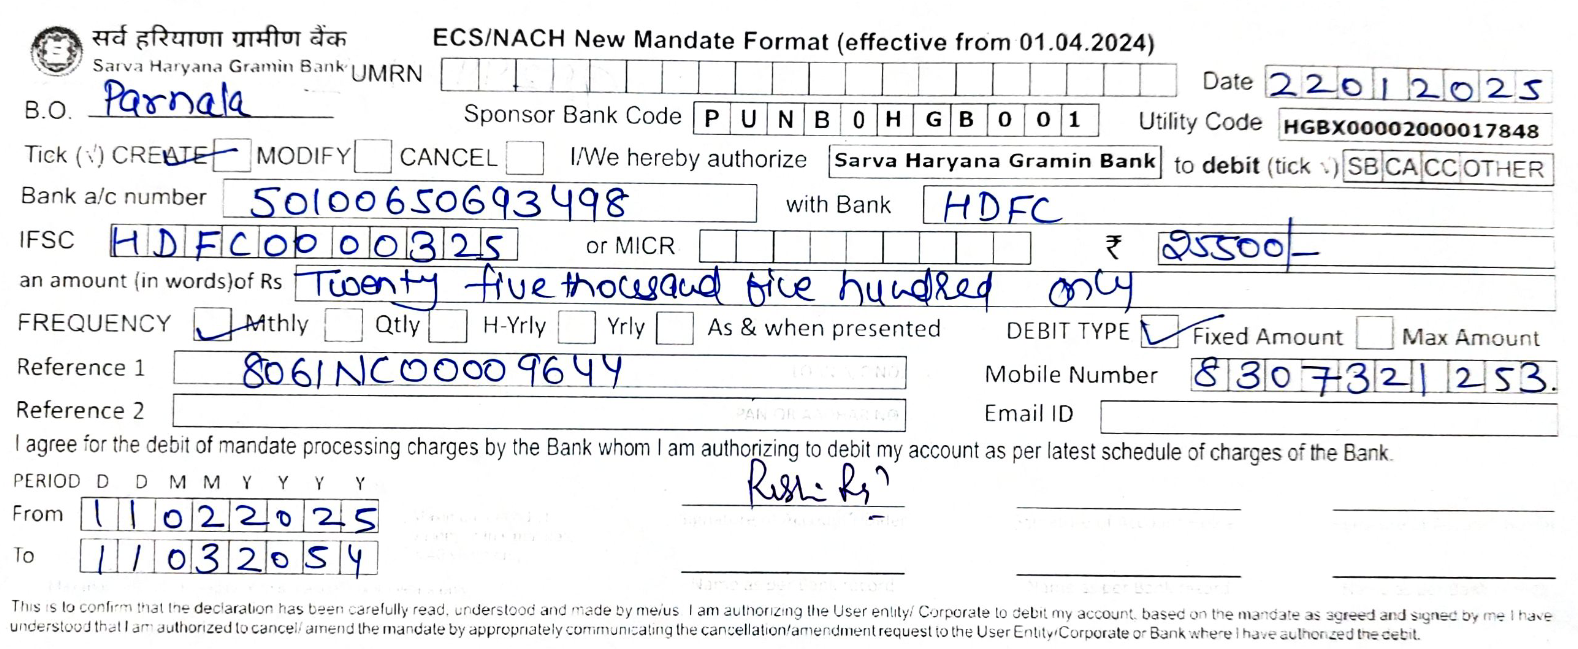 सर्व हरियाणा ग्रामीण बैंक ECS/NACH New Mandate Format (effective from 01.04.2024)
Sarva Haryana Gramin Bank UMRN Date 22012025
B.O. Parnala Sponsor Bank Code PUNB0HGB001 Utility Code HGBX00002000017848
Tick (√) CREATE MODIFY CANCEL I/We hereby authorize Sarva Haryana Gramin Bank to debit (tick √) SB CA CC OTHER
Bank a/c number 50100650693498 with Bank HDFC
IFSC HDFC0000325 or MICR ₹ 25500/-
an amount (in words)of Rs Twenty five thousand five hundred only
FREQUENCY Mthly Qtly H-Yrly Yrly As & when presented DEBIT TYPE Fixed Amount Max Amount
Reference 1 8061NC00009644 Mobile Number 8307321253.
Reference 2 Email ID
I agree for the debit of mandate processing charges by the Bank whom I am authorizing to debit my account as per latest schedule of charges of the Bank.
PERIOD D D M M Y Y Y Y
From 11022025
To 11032054
This is to confirm that the declaration has been carefully read, understood and made by me/us. I am authorizing the User entity/ Corporate to debit my account, based on the mandate as agreed and signed by me I have
understood that I am authorized to cancel/ amend the mandate by appropriately communicating the cancellation/amendment request to the User Entity/Corporate or Bank where I have authorized the debit.